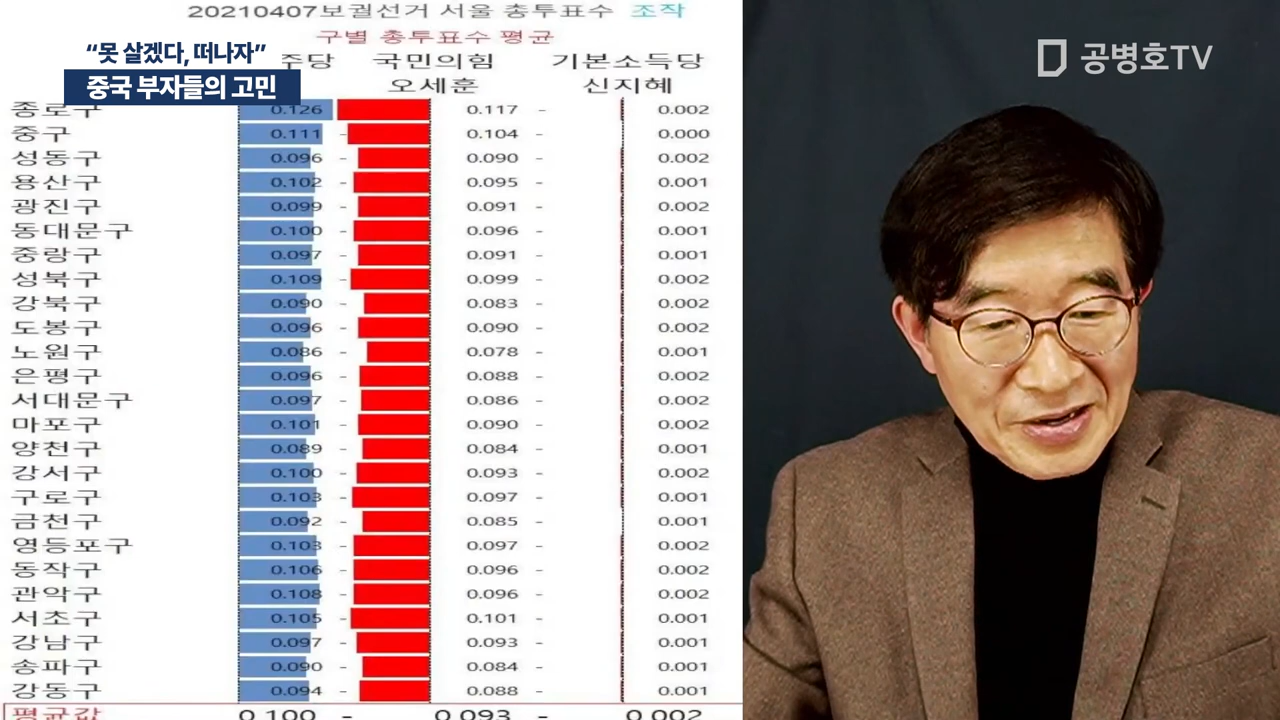 20210407보궐선거 서울 총투표수 조작
구별 총투표수 평균
“못 살겠다, 떠나자”
중국 부자들의 고민
주당 국민의힘 기본소득당
오세훈 신지혜
공병호TV
종로구 0.126 0.117 - 0.002
중구 0.111 - 0.104 - 0.000
성동구 0.096 - 0.090 - 0.002
용산구 0.102 - 0.095 - 0.001
광진구 0.099 - 0.091 - 0.002
동대문구 0.100 - 0.096 - 0.001
중랑구 0.097 - 0.091 - 0.001
성북구 0.109 - 0.099 - 0.002
강북구 0.090 - 0.083 - 0.002
도봉구 0.096 - 0.090 - 0.002
노원구 0.086 - 0.078 - 0.001
은평구 0.096 - 0.088 - 0.002
서대문구 0.097 - 0.086 - 0.002
마포구 0.101 - 0.090 - 0.002
양천구 0.089 - 0.084 - 0.001
강서구 0.100 - 0.093 - 0.002
구로구 0.103 - 0.097 - 0.001
금천구 0.092 - 0.085 - 0.001
영등포구 0.103 - 0.097 - 0.002
동작구 0.106 - 0.096 - 0.002
관악구 0.108 - 0.096 - 0.002
서초구 0.105 - 0.101 - 0.001
강남구 0.097 - 0.093 - 0.001
송파구 0.090 - 0.084 - 0.001
강동구 0.094 - 0.088 - 0.001
평균값 0.100 - 0.093 - 0.002